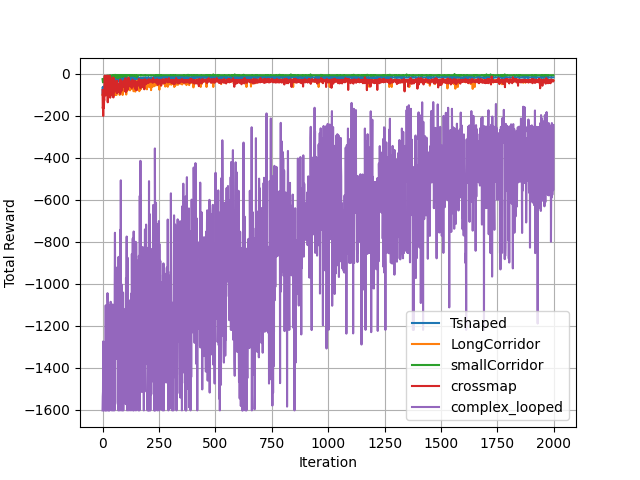 0
−200
−400
−600
−800
−1000
−1200
−1400
−1600
Total Reward
0 250 500 750 1000 1250 1500 1750 2000
Iteration
Tshaped
LongCorridor
smallCorridor
crossmap
complex_looped